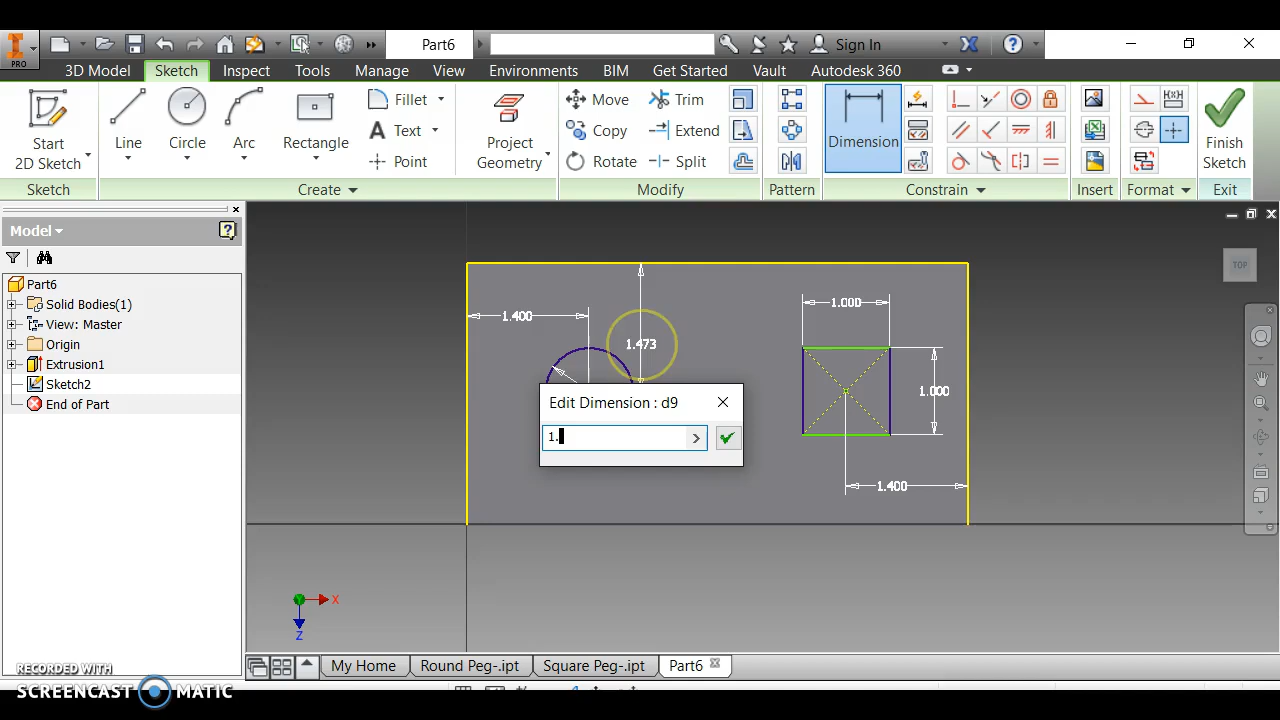 PRO
Part6
Sign In
3D Model
Sketch
Inspect
Tools
Manage
View
Environments
BIM
Get Started
Vault
Autodesk 360
Start
2D Sketch
Line
Circle
Arc
Rectangle
Fillet
Text
Point
Project
Geometry
Move
Copy
Rotate
Trim
Extend
Split
Dimension
Finish
Sketch
Sketch
Create
Modify
Pattern
Constrain
Insert
Format
Exit
Model
Part6
Solid Bodies(1)
View: Master
Origin
Extrusion1
Sketch2
End of Part
TOP
1.400
1.473
1.000
1.000
1.400
Edit Dimension : d9
1.
X
Z
My Home
Round Peg-.ipt
Square Peg-.ipt
Part6
RECORDED WITH
SCREENCAST MATIC